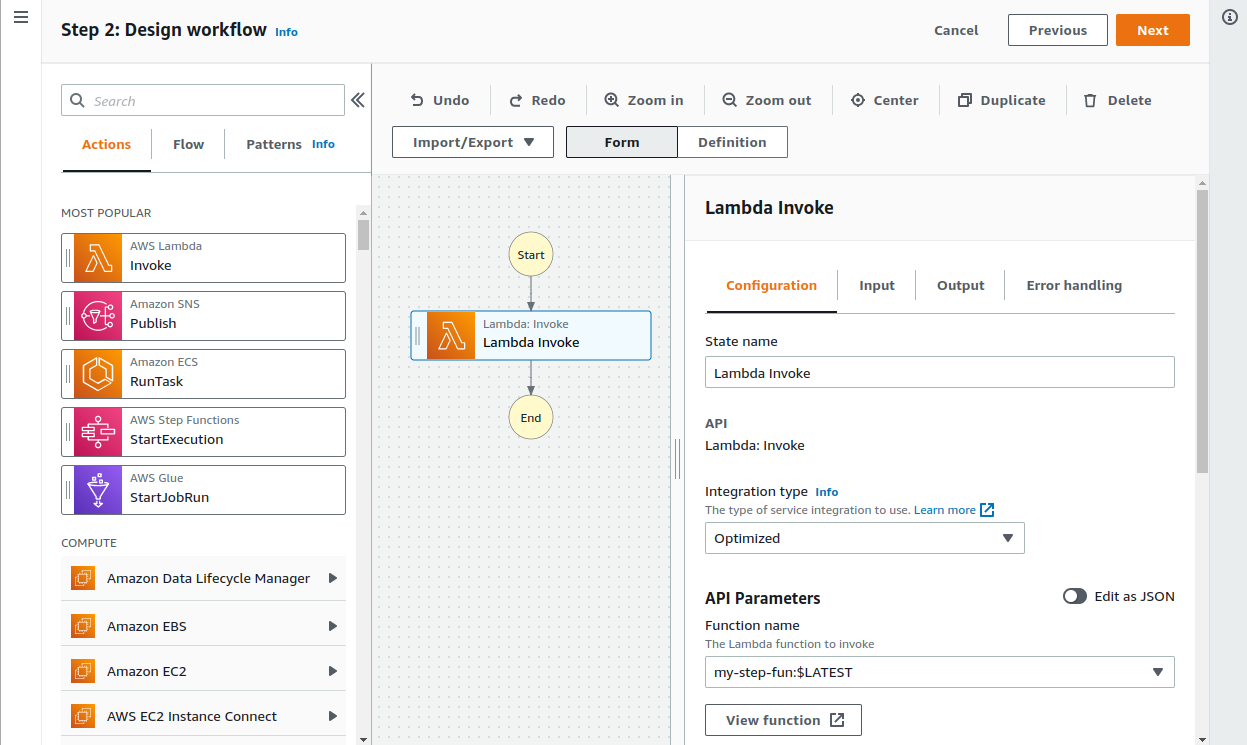 Step 2: Design workflow Info
Cancel
Previous
Next
Search
Actions
Flow
Patterns Info
MOST POPULAR
AWS Lambda
Invoke
Amazon SNS
Publish
Amazon ECS
RunTask
AWS Step Functions
StartExecution
AWS Glue
StartJobRun
COMPUTE
Amazon Data Lifecycle Manager
Amazon EBS
Amazon EC2
AWS EC2 Instance Connect
Undo
Redo
Zoom in
Zoom out
Center
Duplicate
Delete
Import/Export
Form
Definition
Start
Lambda: Invoke
Lambda Invoke
End
Lambda Invoke
Configuration
Input
Output
Error handling
State name
Lambda Invoke
API
Lambda: Invoke
Integration type Info
The type of service integration to use. Learn more
Optimized
API Parameters
Edit as JSON
Function name
The Lambda function to invoke
my-step-fun:$LATEST
View function